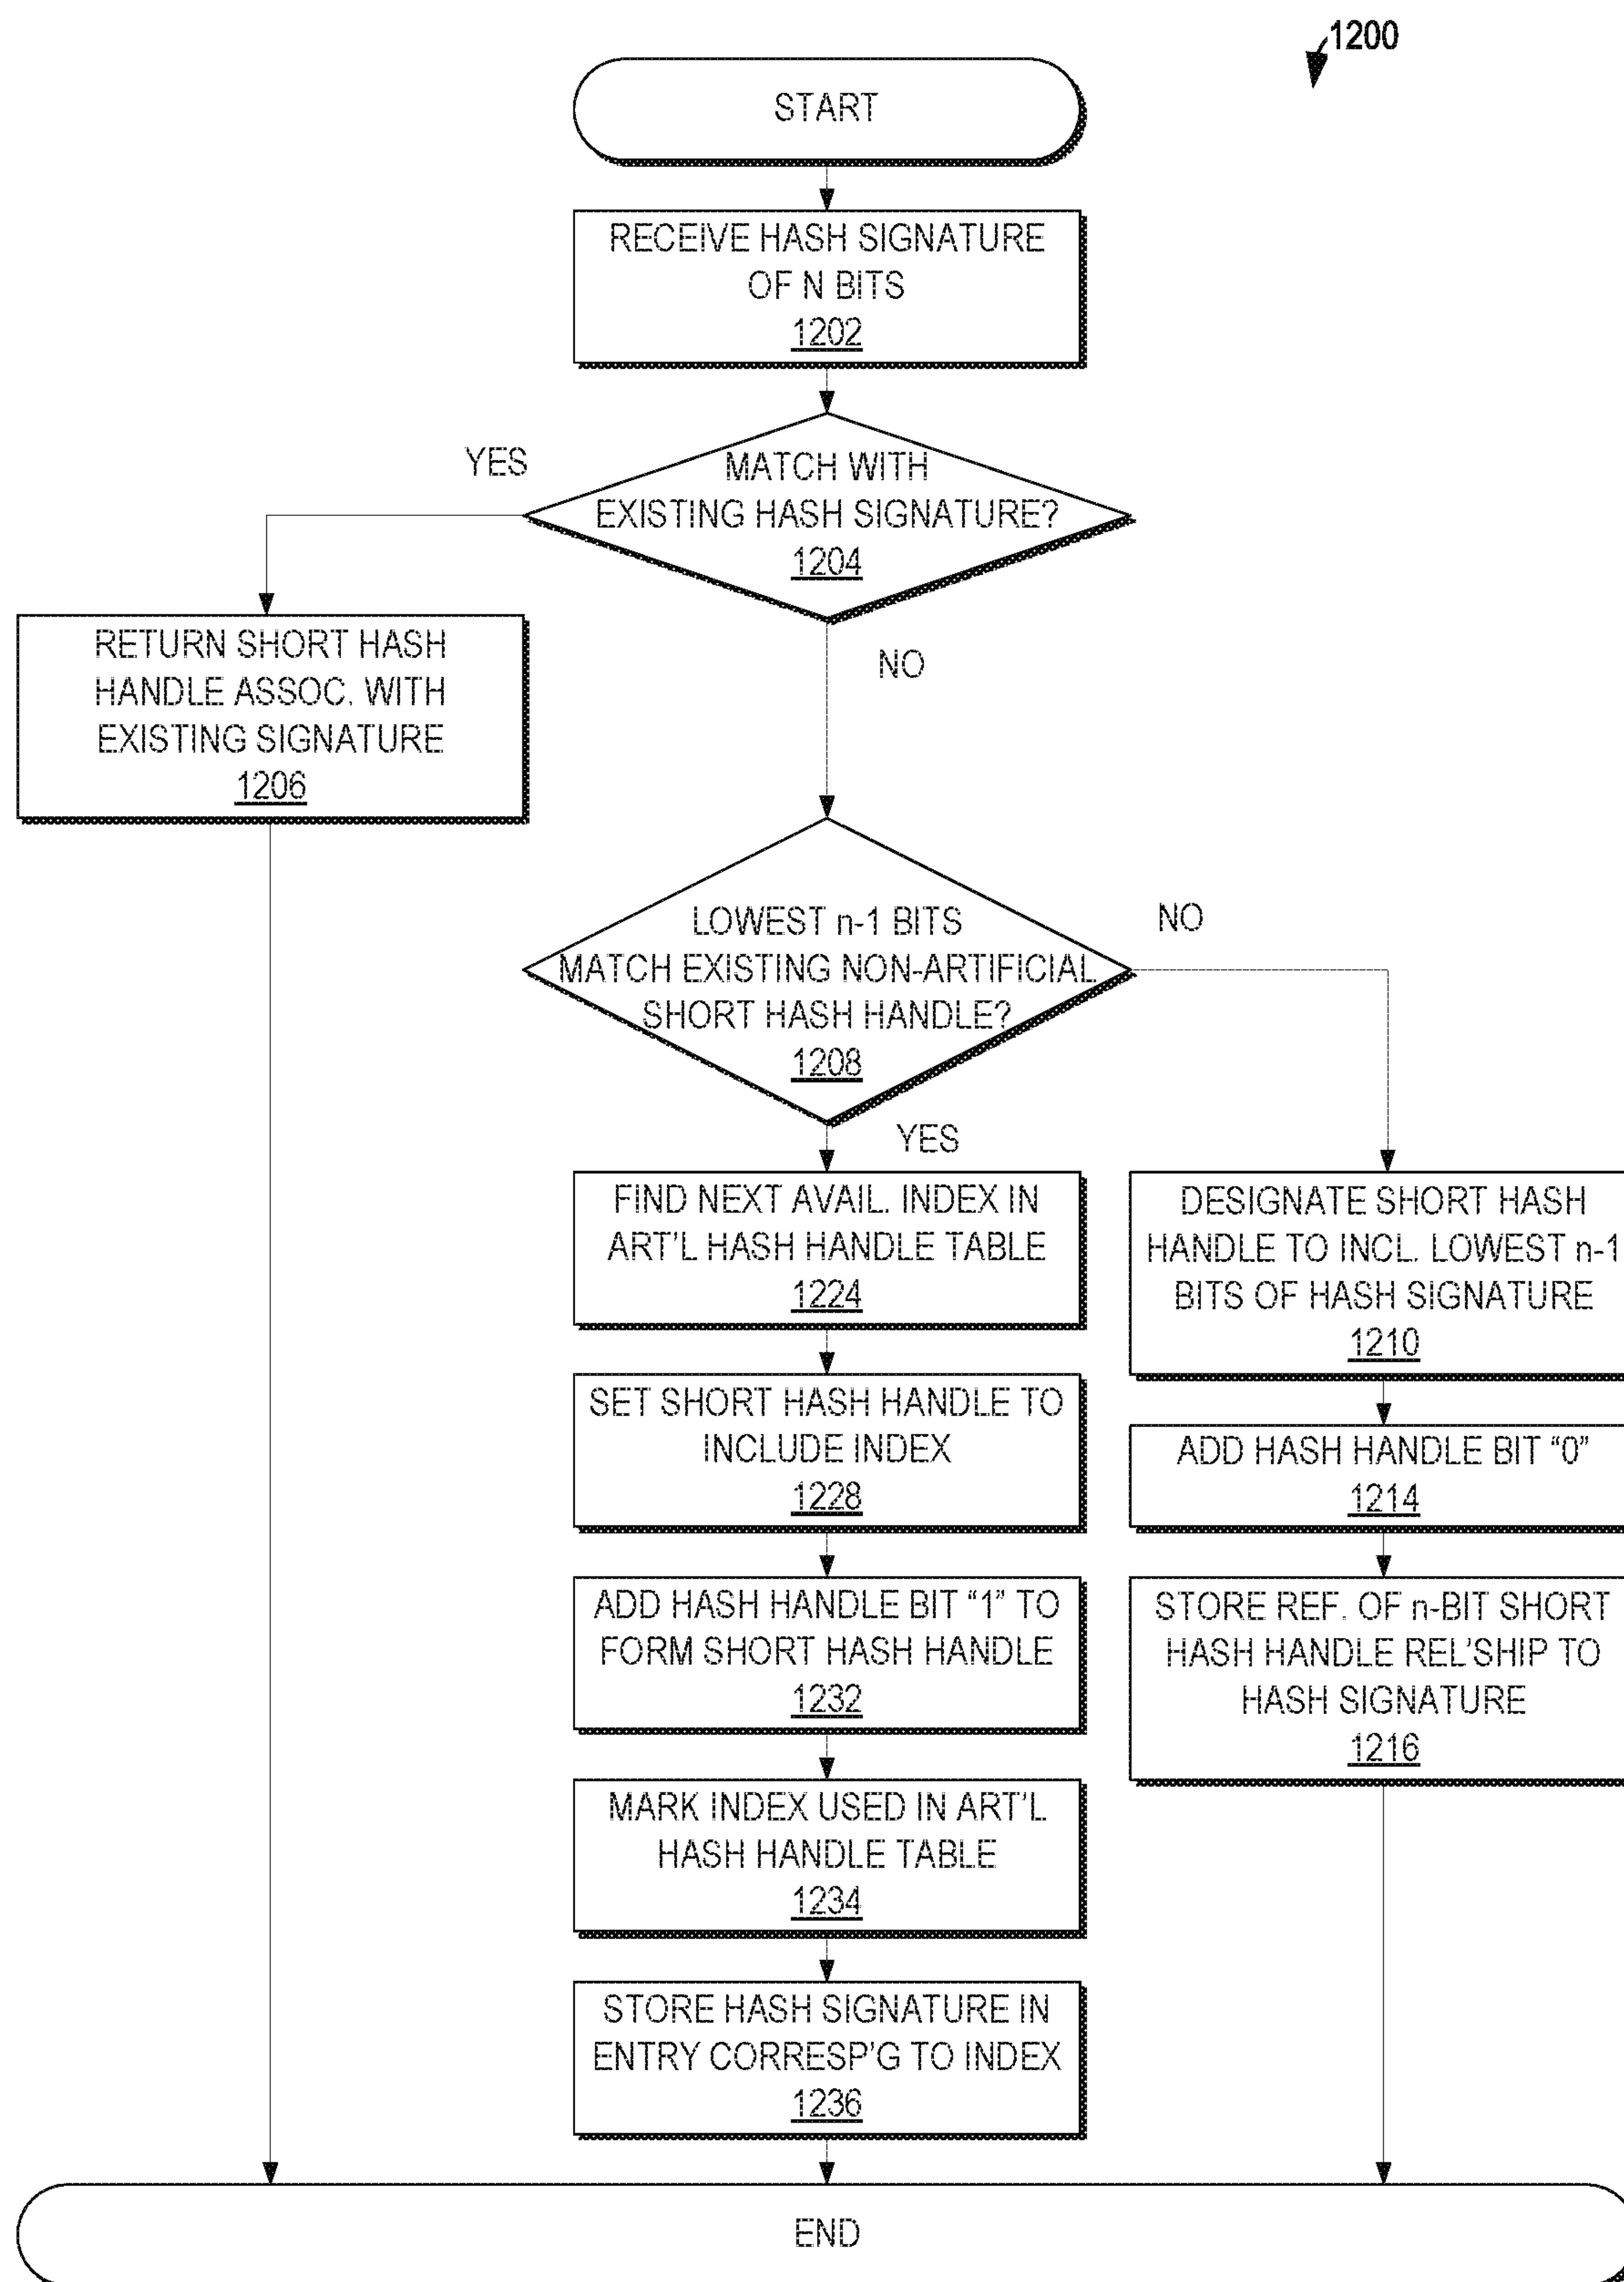 1200
START
RECEIVE HASH SIGNATURE
OF N BITS
1202
YES
MATCH WITH
EXISTING HASH SIGNATURE?
1204
RETURN SHORT HASH
HANDLE ASSOC. WITH
EXISTING SIGNATURE
1206
NO
LOWEST n-1 BITS
MATCH EXISTING NON-ARTIFICIAL
SHORT HASH HANDLE?
1208
NO
YES
FIND NEXT AVAIL. INDEX IN
ART'L HASH HANDLE TABLE
1224
SET SHORT HASH HANDLE TO
INCLUDE INDEX
1228
ADD HASH HANDLE BIT “1” TO
FORM SHORT HASH HANDLE
1232
MARK INDEX USED IN ART'L
HASH HANDLE TABLE
1234
STORE HASH SIGNATURE IN
ENTRY CORRESP'G TO INDEX
1236
DESIGNATE SHORT HASH
HANDLE TO INCL. LOWEST n-1
BITS OF HASH SIGNATURE
1210
ADD HASH HANDLE BIT “0”
1214
STORE REF. OF n-BIT SHORT
HASH HANDLE REL'SHIP TO
HASH SIGNATURE
1216
END